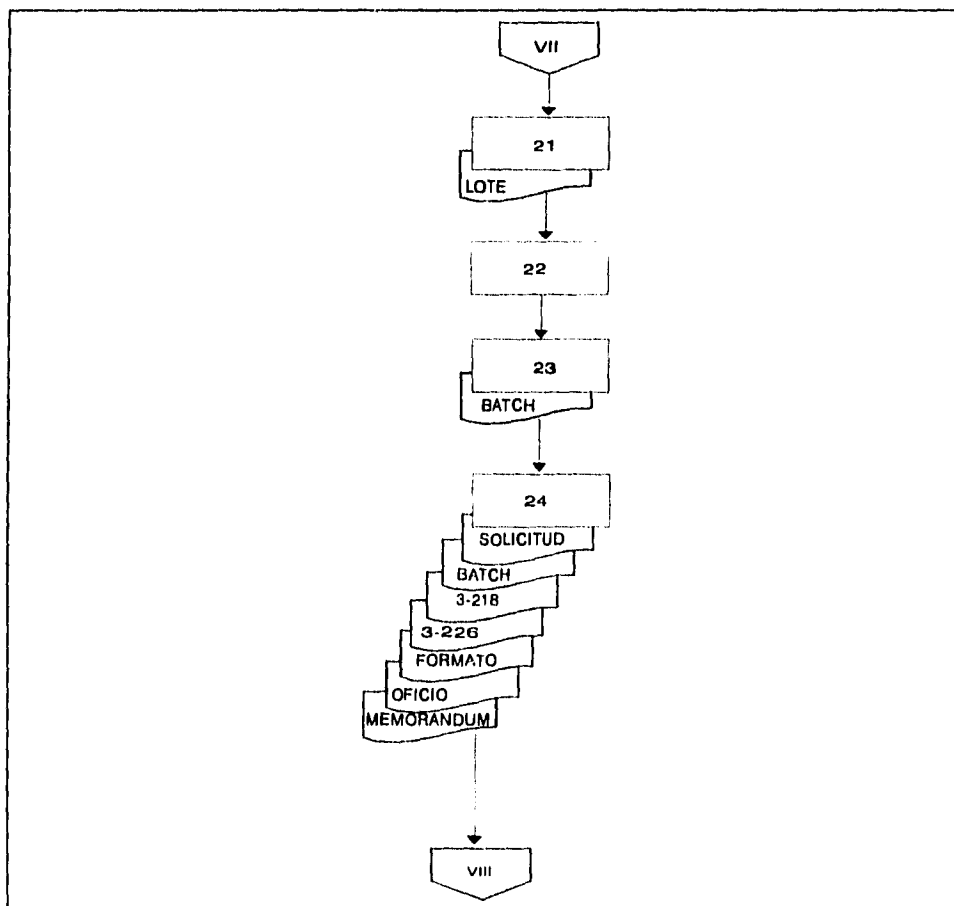 VII
21
LOTE
22
23
BATCH
24
SOLICITUD
BATCH
3-218
3-226
FORMATO
OFICIO
MEMORANDUM
VIII